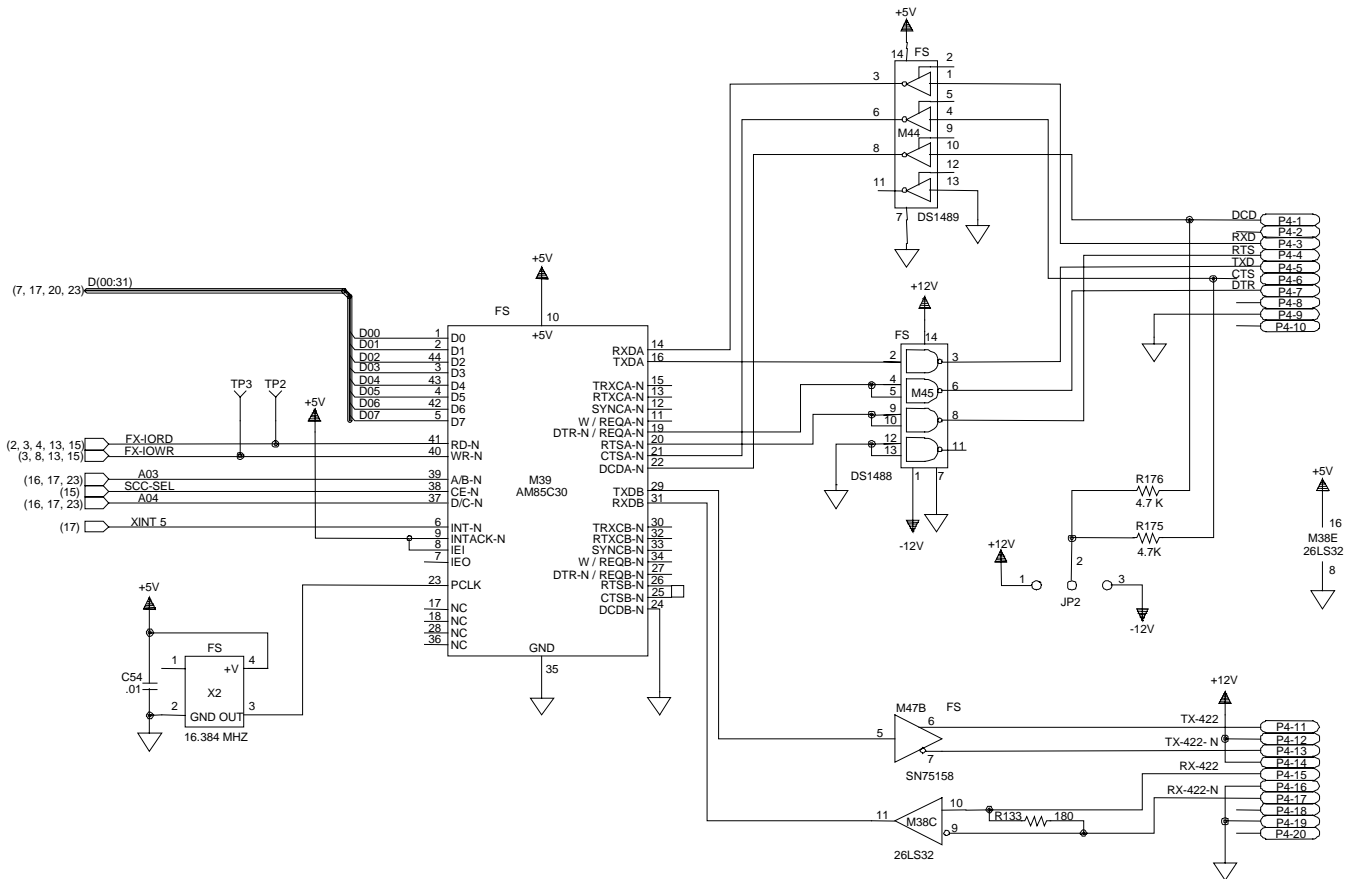 +5V
14
FS
2
3
1
5
6
4
M44
9
8
10
12
11
13
7
DS1489
DCD
P4-1
P4-2
RXD
P4-3
RTS
P4-4
TXD
P4-5
CTS
P4-6
DTR
P4-7
P4-8
P4-9
P4-10
(7, 17, 20, 23)
D(00:31)
+5V
FS
10
+5V
D00
1
D0
D01
2
D1
D02
44
D2
D03
3
D3
D04
43
D4
D05
4
D5
D06
42
D6
D07
5
D7
TP3
TP2
+5V
(2, 3, 4, 13, 15)
FX-IORD
41
RD-N
(3, 8, 13, 15)
FX-IOWR
40
WR-N
(16, 17, 23)
A03
39
A/B-N
(15)
SCC-SEL
38
CE-N
(16, 17, 23)
A04
37
D/C-N
(17)
XINT 5
6
INT-N
9
INTACK-N
8
IEI
7
IEO
23
PCLK
17
NC
18
NC
28
NC
36
NC
M39
AM85C30
GND
35
RXDA
14
TXDA
16
TRXCA-N
15
RTXCA-N
13
SYNCA-N
12
W / REQA-N
11
DTR-N / REQA-N
19
RTSA-N
20
CTSA-N
21
DCDA-N
22
TXDB
29
RXDB
31
TRXCB-N
30
RTXCB-N
32
SYNCB-N
33
W / REQB-N
34
DTR-N / REQB-N
27
RTSB-N
26
CTSB-N
25
DCDB-N
24
+12V
FS
14
2
3
4
5
M45
6
9
10
8
12
13
11
DS1488
1
7
-12V
R176
4.7 K
R175
4.7K
+12V
1
2
3
JP2
-12V
+5V
16
M38E
26LS32
8
+5V
C54
.01
FS
1
+V
4
X2
2
GND OUT
3
16.384 MHZ
M47B
FS
5
6
7
SN75158
11
M38C
10
9
26LS32
R133
180
+12V
TX-422
P4-11
P4-12
TX-422- N
P4-13
P4-14
RX-422
P4-15
P4-16
RX-422-N
P4-17
P4-18
P4-19
P4-20